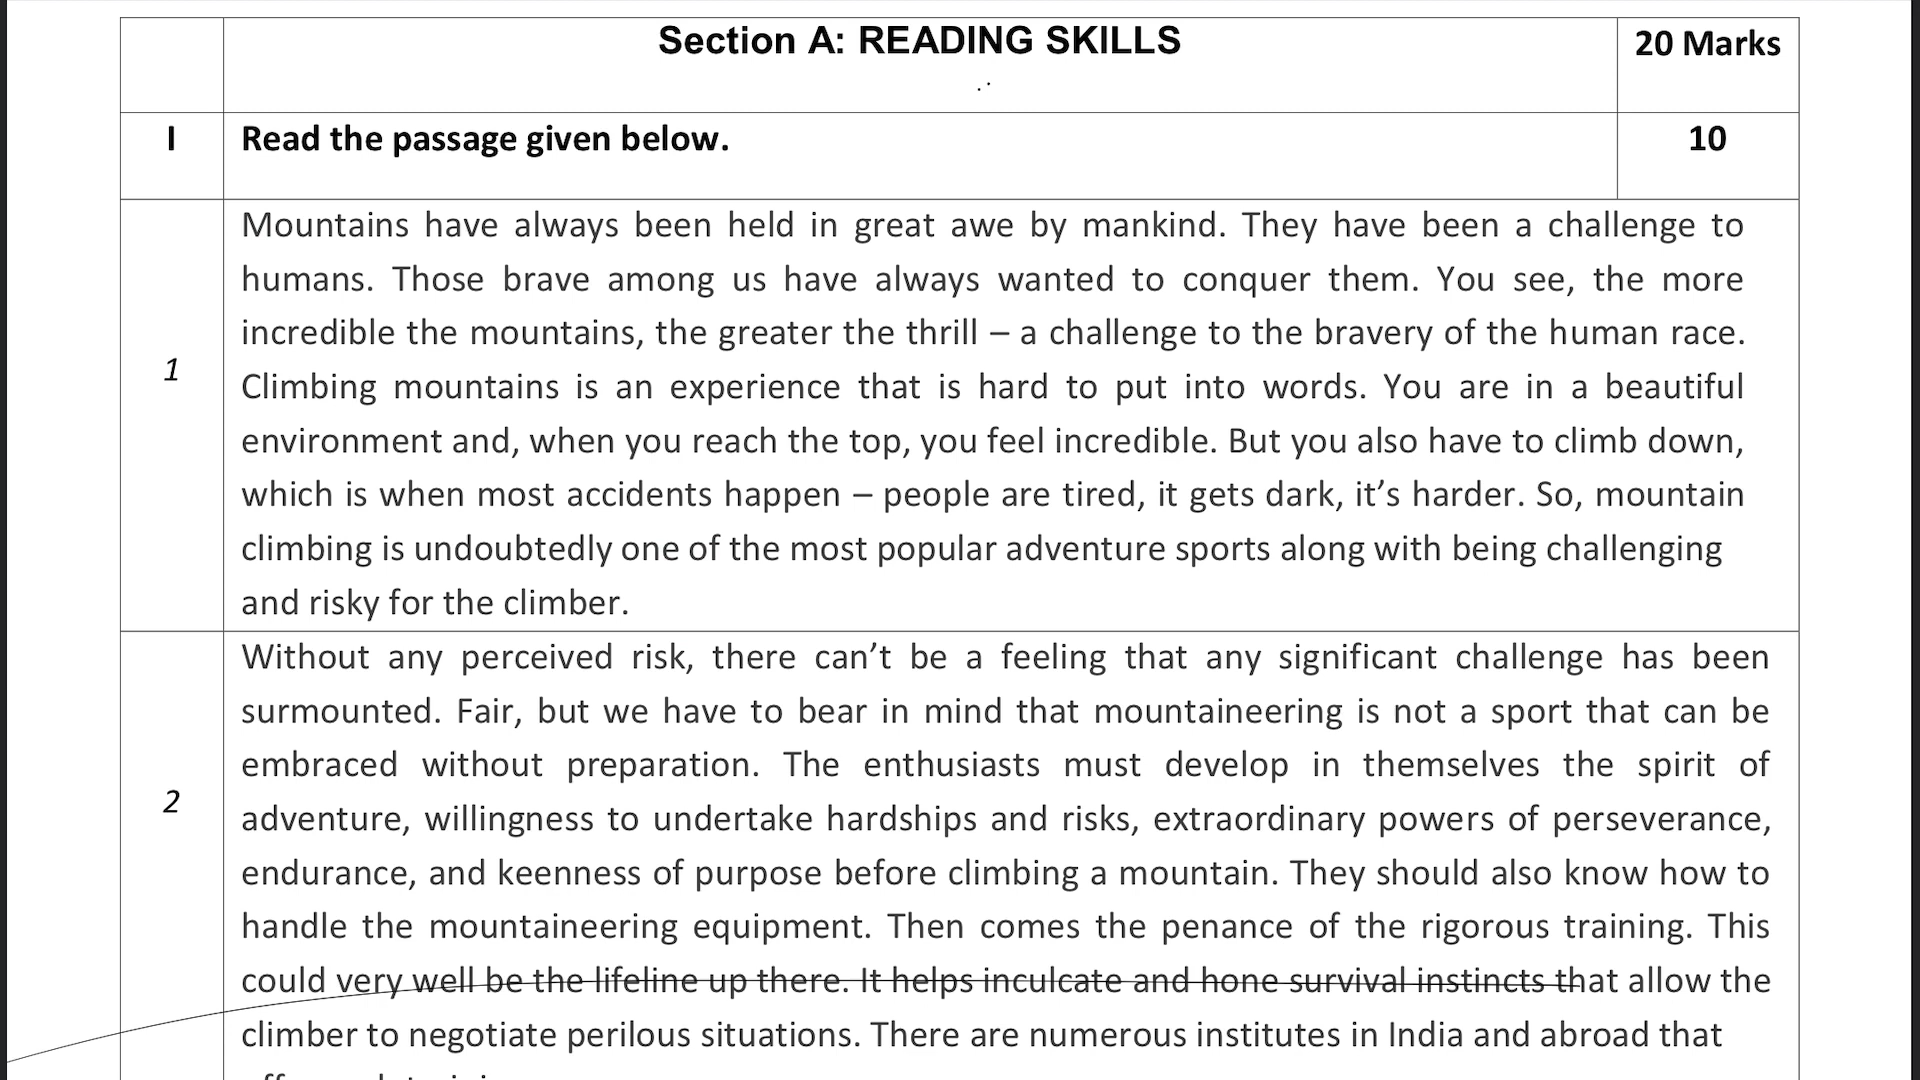 Section A: READING SKILLS
20 Marks
I
Read the passage given below.
10
1
Mountains have always been held in great awe by mankind. They have been a challenge to
humans. Those brave among us have always wanted to conquer them. You see, the more
incredible the mountains, the greater the thrill – a challenge to the bravery of the human race.
Climbing mountains is an experience that is hard to put into words. You are in a beautiful
environment and, when you reach the top, you feel incredible. But you also have to climb down,
which is when most accidents happen – people are tired, it gets dark, it’s harder. So, mountain
climbing is undoubtedly one of the most popular adventure sports along with being challenging
and risky for the climber.
2
Without any perceived risk, there can’t be a feeling that any significant challenge has been
surmounted. Fair, but we have to bear in mind that mountaineering is not a sport that can be
embraced without preparation. The enthusiasts must develop in themselves the spirit of
adventure, willingness to undertake hardships and risks, extraordinary powers of perseverance,
endurance, and keenness of purpose before climbing a mountain. They should also know how to
handle the mountaineering equipment. Then comes the penance of the rigorous training. This
could very well be the lifeline up there. It helps inculcate and hone survival instincts that allow the
climber to negotiate perilous situations. There are numerous institutes in India and abroad that